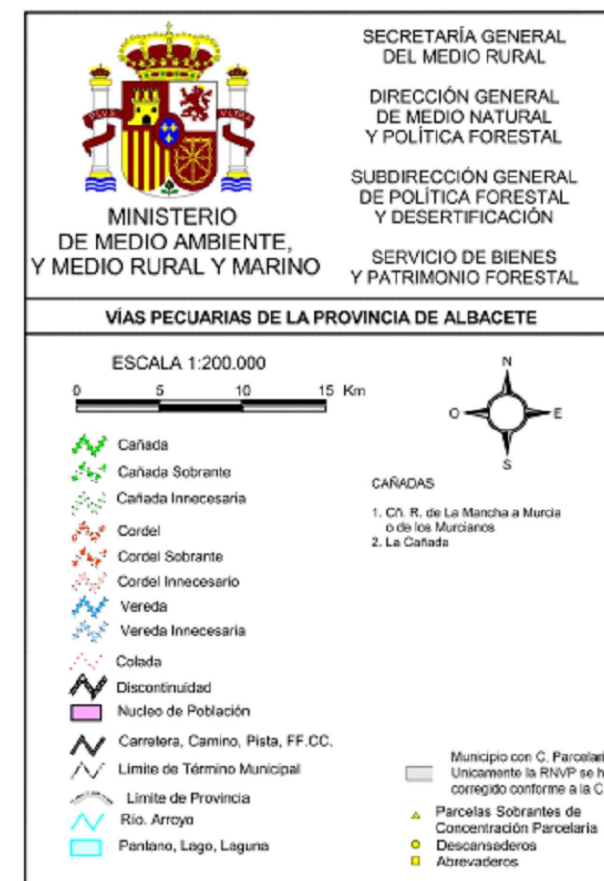 PLUS
ULTRA
MINISTERIO
DE MEDIO AMBIENTE,
Y MEDIO RURAL Y MARINO
SECRETARÍA GENERAL
DEL MEDIO RURAL
DIRECCIÓN GENERAL
DE MEDIO NATURAL
Y POLÍTICA FORESTAL
SUBDIRECCIÓN GENERAL
DE POLÍTICA FORESTAL
Y DESERTIFICACIÓN
SERVICIO DE BIENES
Y PATRIMONIO FORESTAL
VÍAS PECUARIAS DE LA PROVINCIA DE ALBACETE
ESCALA 1:200.000
0 5 10 15 Km
N
O E
S
Cañada
Cañada Sobrante
Cañada Innecesaria
Cordel
Cordel Sobrante
Cordel Innecesario
Vereda
Vereda Innecesaria
Colada
Discontinuidad
Nucleo de Población
Carretera, Camino, Pista, FF.CC.
Limite de Término Municipal
Limite de Provincia
Río. Arroyo
Pantano, Lago, Laguna
CAÑADAS
1. Cñ. R. de La Mancha a Murcia
o de los Murcianos
2. La Cañada
Municipio con C. Parcelari
Unicamente la RNVP se h
corregido conforme a la C.
Parcelas Sobrantes de
Concentración Parcelaria
Descansaderos
Abrevaderos